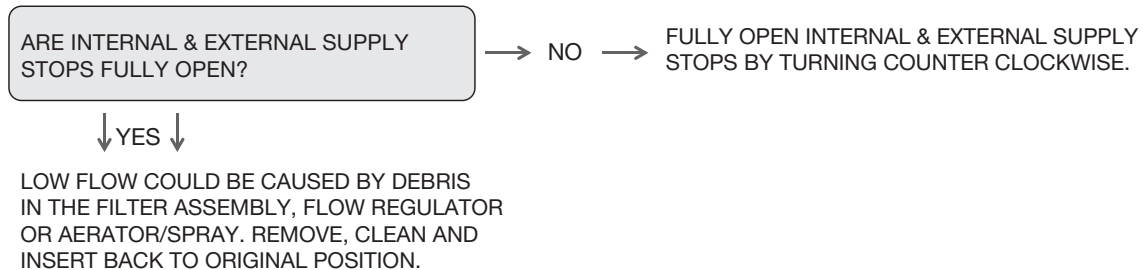 ARE INTERNAL & EXTERNAL SUPPLY
STOPS FULLY OPEN?
NO
FULLY OPEN INTERNAL & EXTERNAL SUPPLY
STOPS BY TURNING COUNTER CLOCKWISE.
YES
LOW FLOW COULD BE CAUSED BY DEBRIS
IN THE FILTER ASSEMBLY, FLOW REGULATOR
OR AERATOR/SPRAY. REMOVE, CLEAN AND
INSERT BACK TO ORIGINAL POSITION.